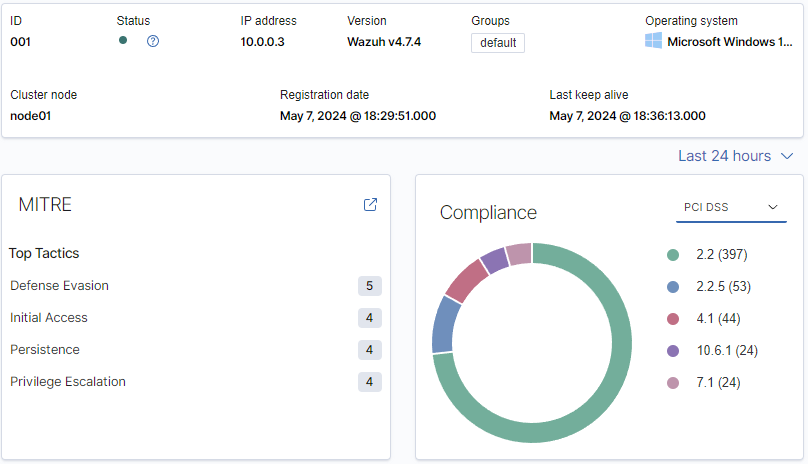 ID Status IP address Version Groups Operating system
001 10.0.0.3 Wazuh v4.7.4 default Microsoft Windows 1...
Cluster node Registration date Last keep alive
node01 May 7, 2024 @ 18:29:51.000 May 7, 2024 @ 18:36:13.000
Last 24 hours
MITRE
Top Tactics
Defense Evasion 5
Initial Access 4
Persistence 4
Privilege Escalation 4
Compliance PCI DSS
2.2 (397)
2.2.5 (53)
4.1 (44)
10.6.1 (24)
7.1 (24)